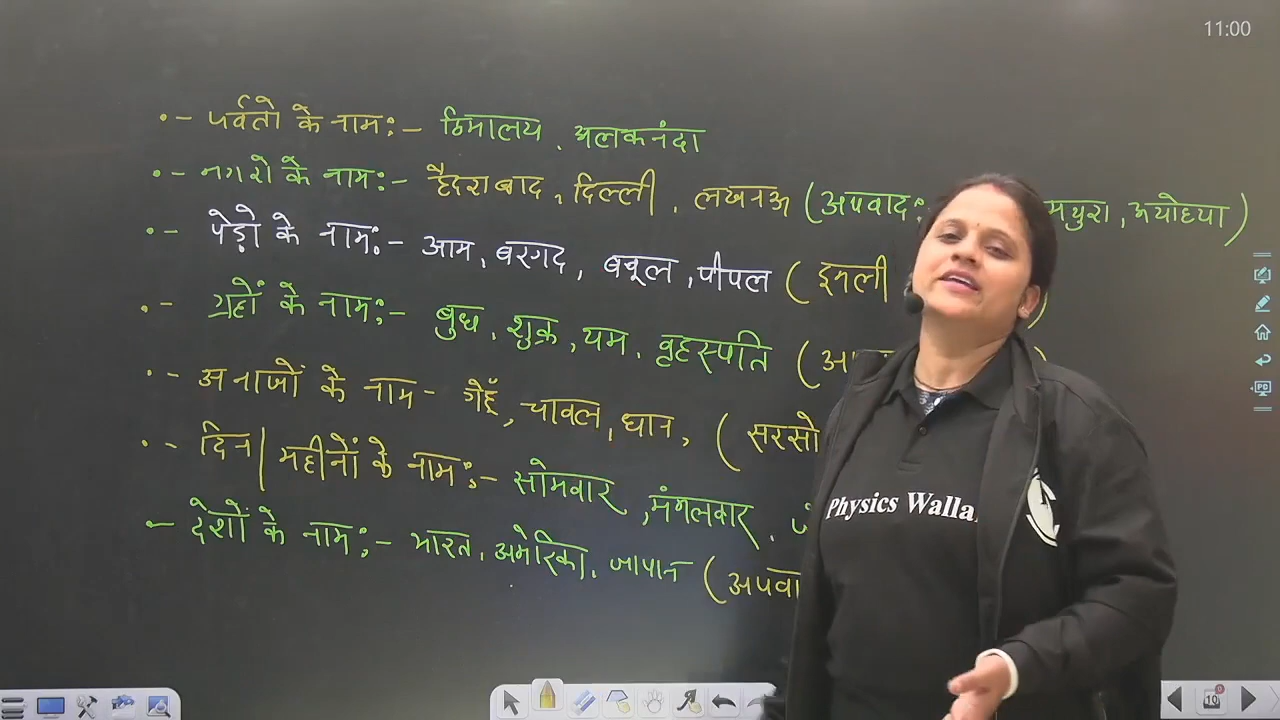 11:00
•- पर्वतो के नाम:- हिमालय, अलकनंदा
•- नगरो के नाम:- हैदराबाद, दिल्ली, लखनऊ (अपवाद: मथुरा, अयोध्या)
•- पेड़ो के नाम:- आम, बरगद, बबूल, पीपल (इमली )
•- ग्रहों के नाम:- बुध, शुक्र, यम, वृहस्पति ( )
•- अनाजों के नाम- गेहूँ, चावल, धान, (सरसो
•- दिन|महीनों के नाम:- सोमवार, मंगलवार,
- देशों के नाम:- भारत, अमेरिका, जापान (अपवा
Physics Walla
10